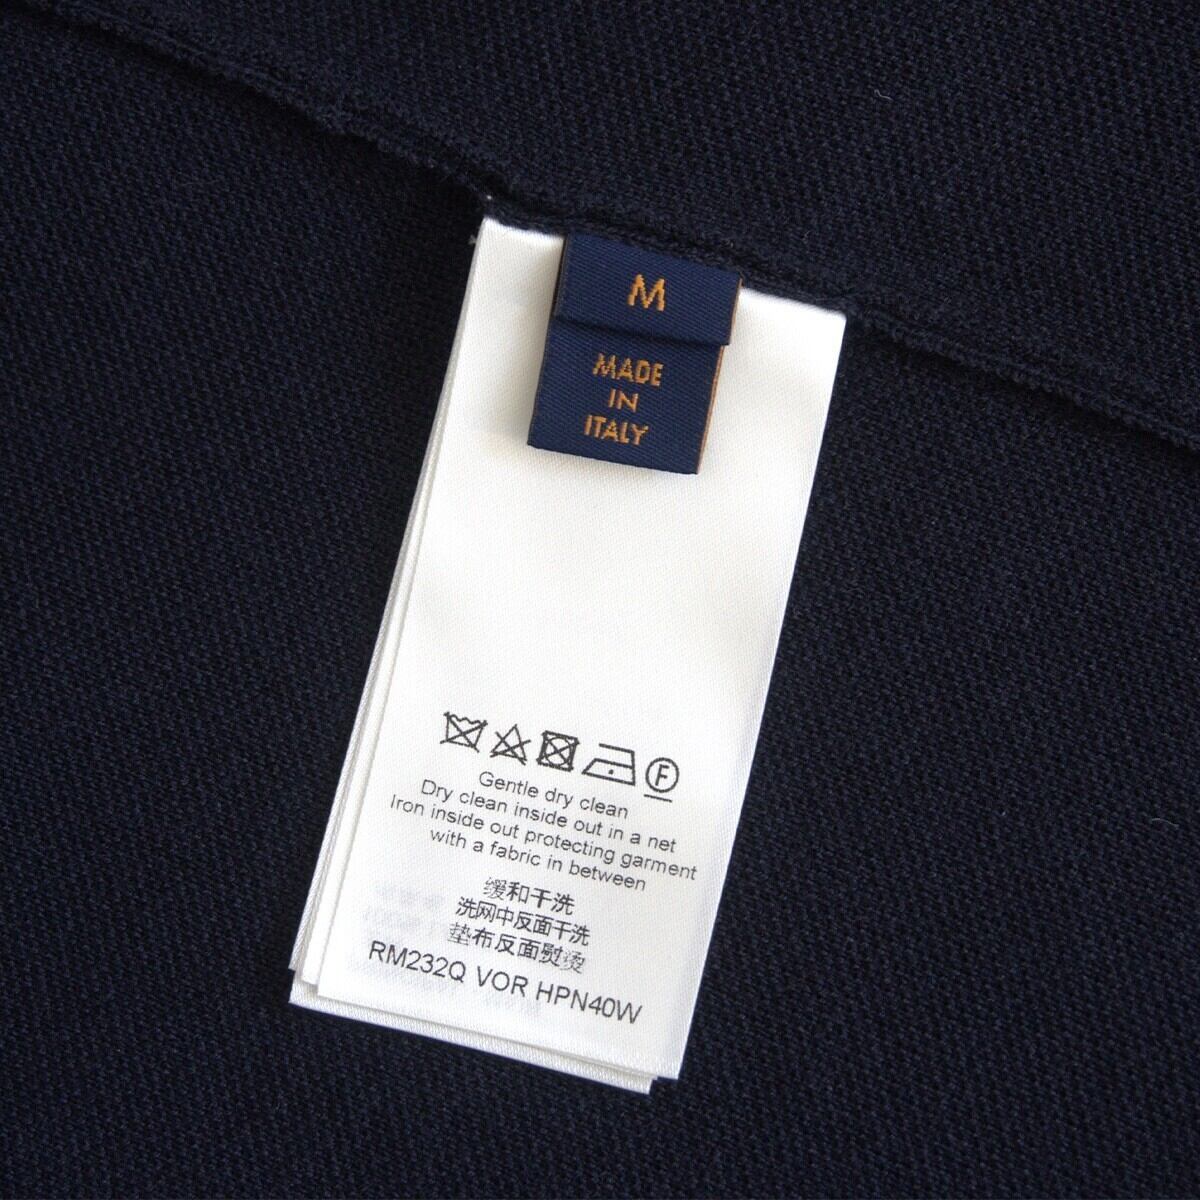 M
MADE
IN
ITALY
F
Gentle dry clean
Dry clean inside out in a net
Iron inside out protecting garment
with a fabric in between
缓和干洗
洗网中反面干洗
垫布反面熨烫
RM232Q VOR HPN40W